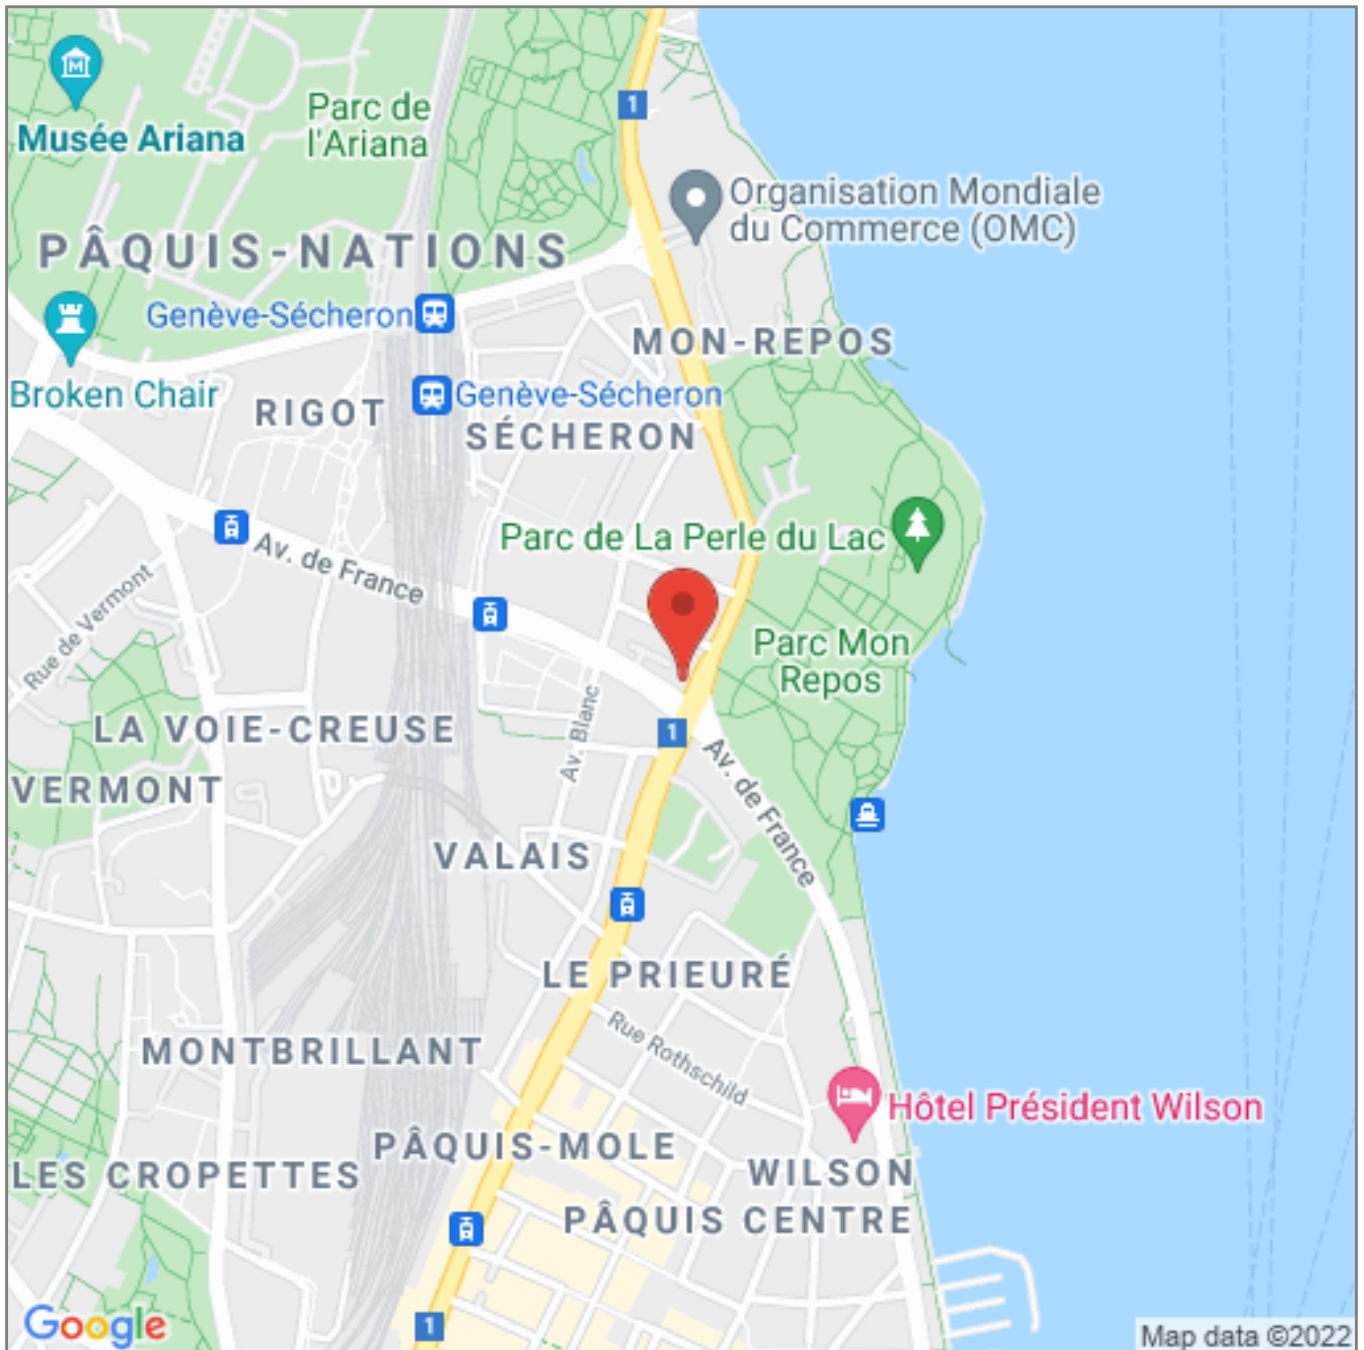 Musée Ariana
Parc de
l'Ariana
1
Organisation Mondiale
du Commerce (OMC)
PÂQUIS-NATIONS
Genève-Sécheron
MON-REPOS
Broken Chair
RIGOT
Genève-Sécheron
SÉCHERON
Parc de La Perle du Lac
Av. de France
Rue de Vermont
Parc Mon
Repos
LA VOIE-CREUSE
Av. Blanc
1
Av. de France
VERMONT
VALAIS
LE PRIEURÉ
Rue Rothschild
MONTBRILLANT
Hôtel Président Wilson
PÂQUIS-MOLE
LES CROPETTES
WILSON
PÂQUIS CENTRE
1
Google
Map data ©2022